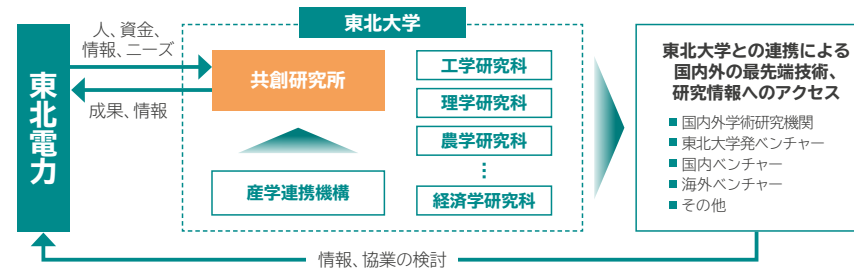 人、資金、
情報、ニーズ
東北電力
成果、情報
東北大学
共創研究所
産学連携機構
工学研究科
理学研究科
農学研究科
⋮
経済学研究科
東北大学との連携による
国内外の最先端技術、
研究情報へのアクセス
■ 国内外学術研究機関
■ 東北大学発ベンチャー
■ 国内ベンチャー
■ 海外ベンチャー
■ その他
情報、協業の検討